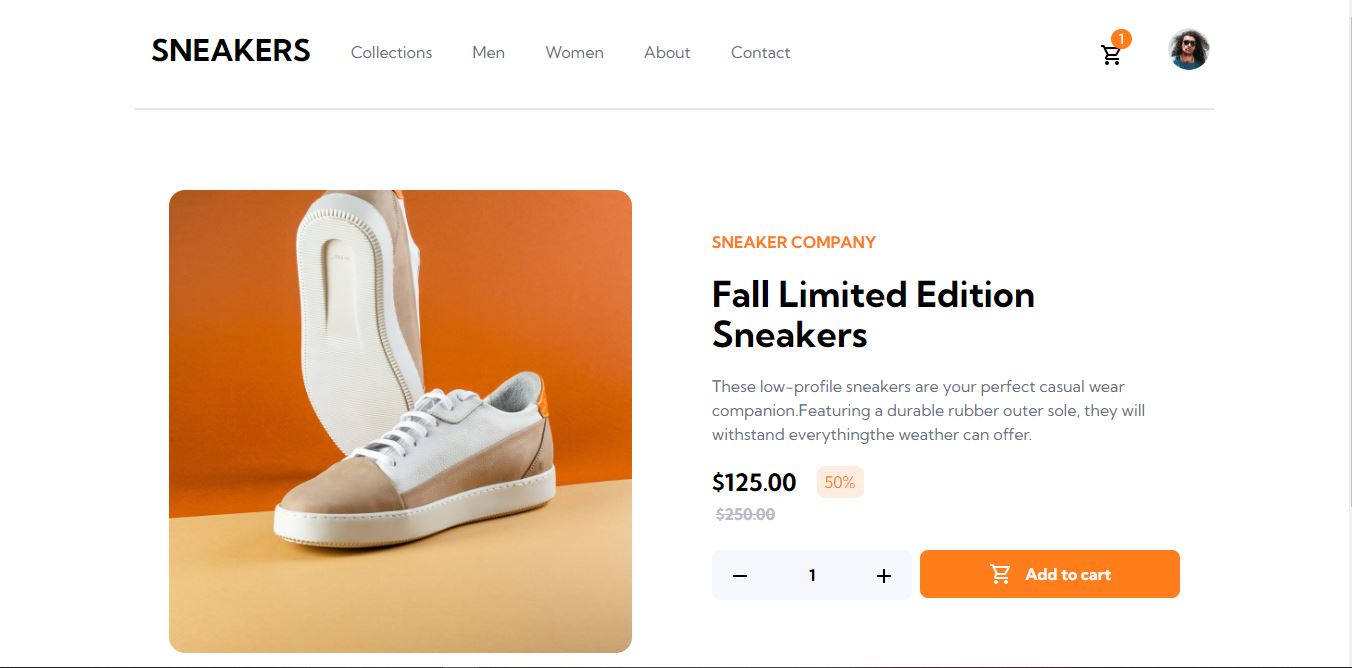 SNEAKERS
Collections
Men
Women
About
Contact
1
SNEAKER COMPANY
Fall Limited Edition
Sneakers
These low-profile sneakers are your perfect casual wear
companion.Featuring a durable rubber outer sole, they will
withstand everythingthe weather can offer.
$125.00 50%
$250.00
1
Add to cart